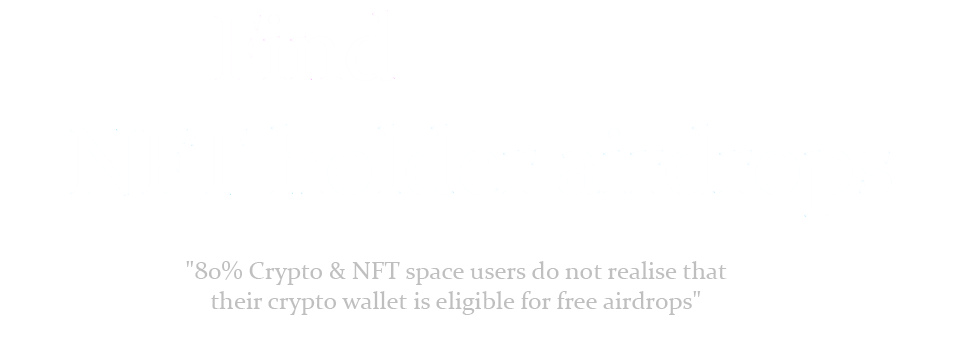 "80% Crypto & NFT space users do not realise that
their crypto wallet is eligible for free airdrops"